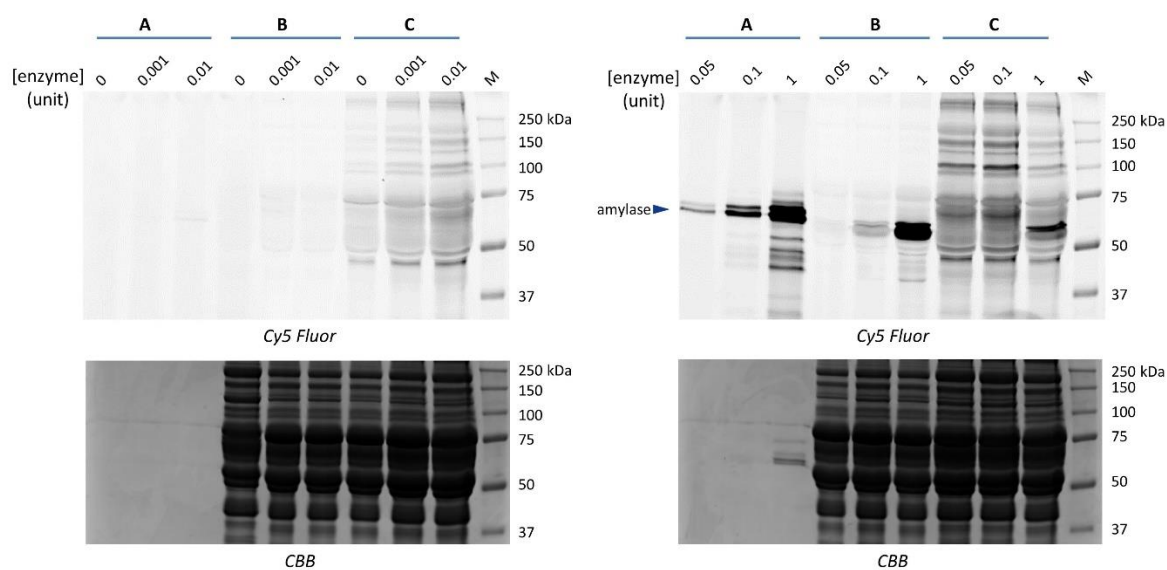 A B C
[enzyme] 0 0.001 0.01 0 0.001 0.01 0 0.001 0.01 M
(unit)
250 kDa
150
100
75
50
37
Cy5 Fluor
250 kDa
150
100
75
50
37
CBB
A B C
[enzyme] 0.05 0.1 1 0.05 0.1 1 0.05 0.1 1 M
(unit)
250 kDa
150
100
75
amylase
50
37
Cy5 Fluor
250 kDa
150
100
75
50
37
CBB